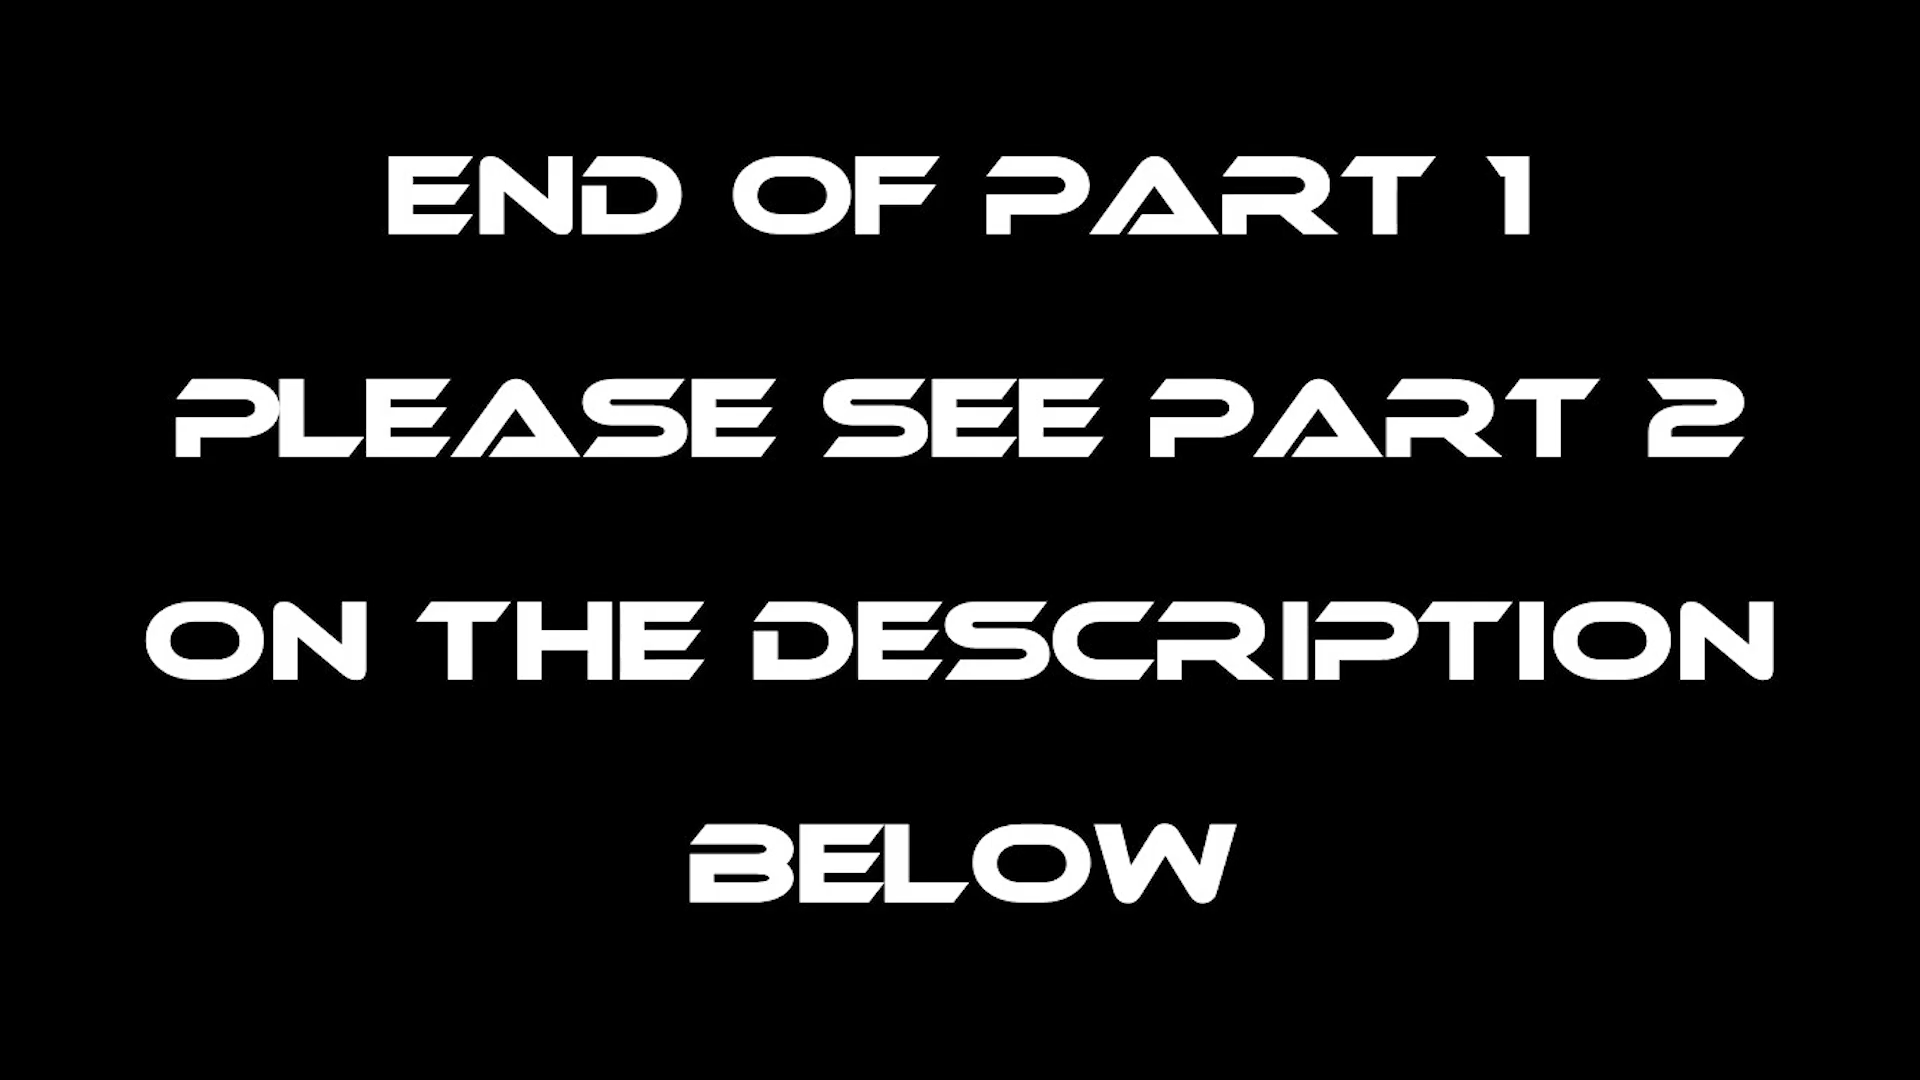 END OF PART 1
PLEASE SEE PART 2
ON THE DESCRIPTION
BELOW